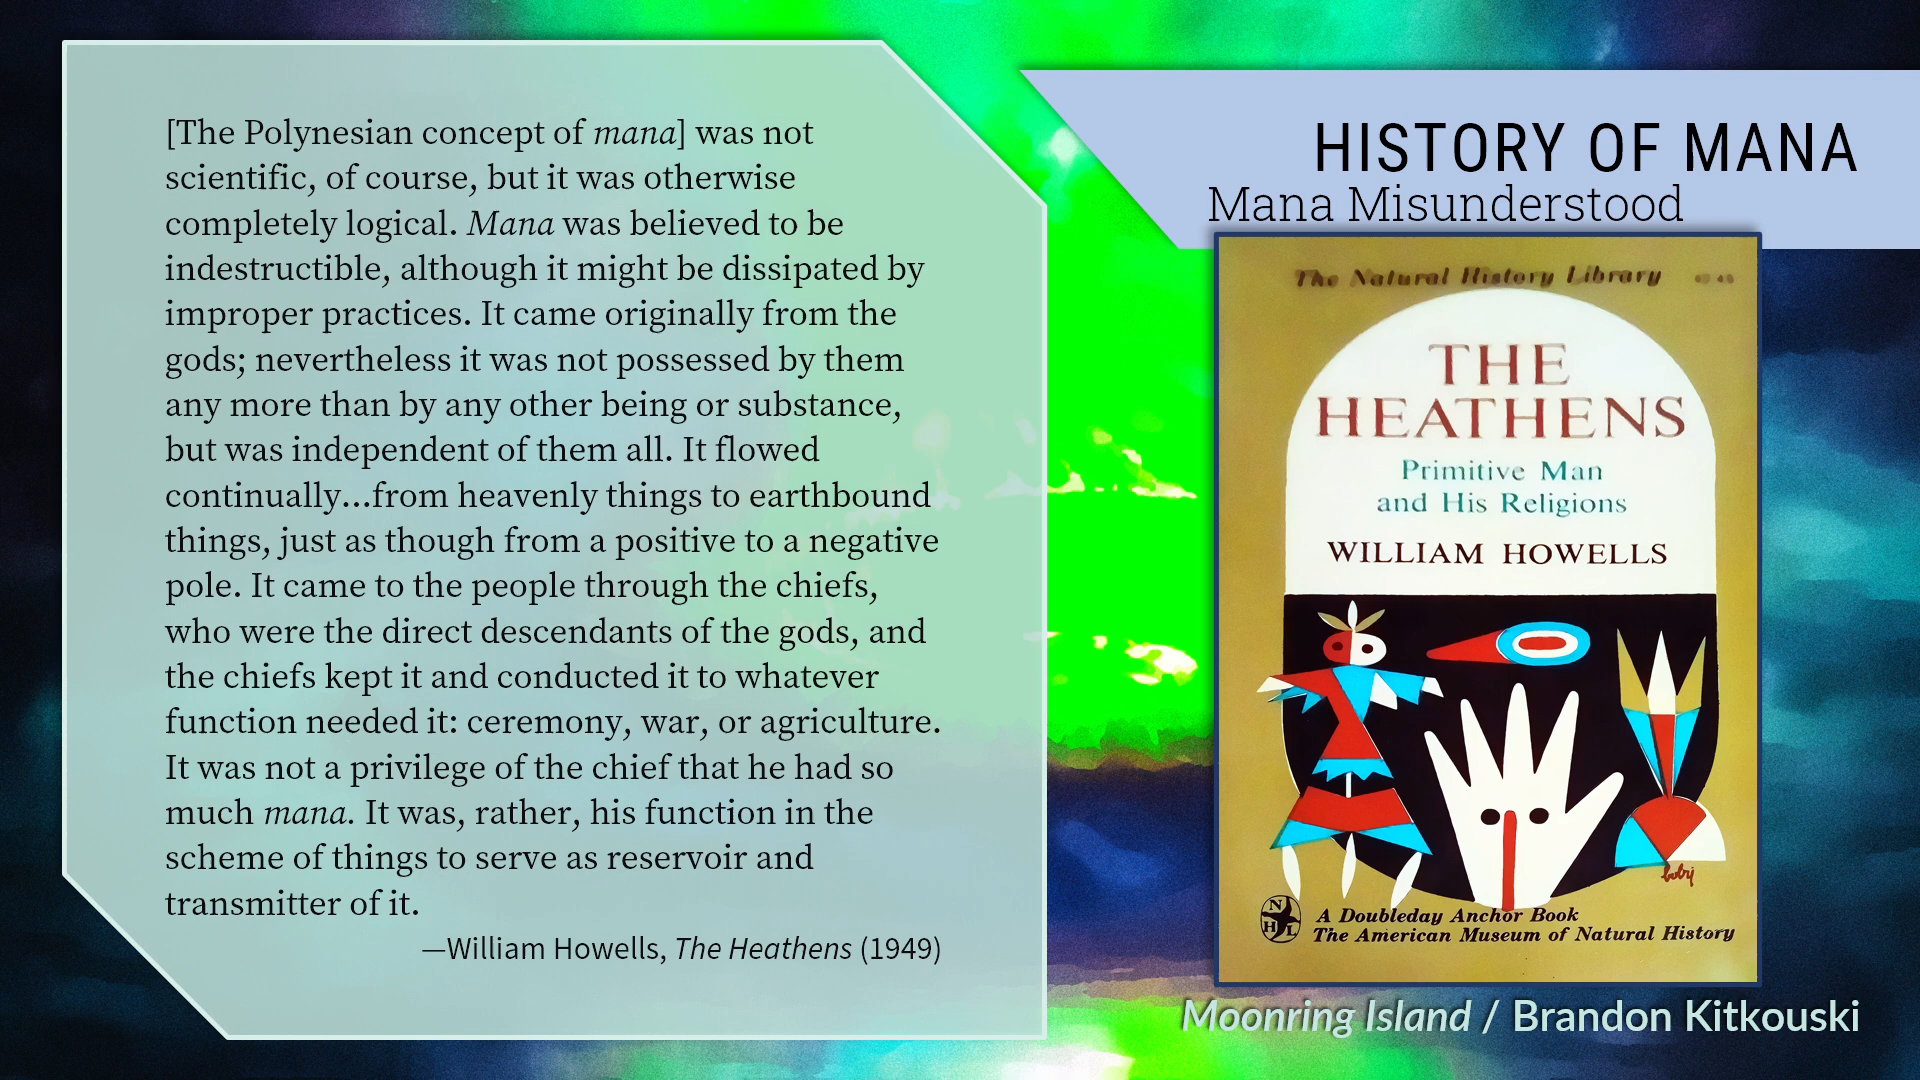 [The Polynesian concept of mana] was not
scientific, of course, but it was otherwise
completely logical. Mana was believed to be
indestructible, although it might be dissipated by
improper practices. It came originally from the
gods; nevertheless it was not possessed by them
any more than by any other being or substance,
but was independent of them all. It flowed
continually...from heavenly things to earthbound
things, just as though from a positive to a negative
pole. It came to the people through the chiefs,
who were the direct descendants of the gods, and
the chiefs kept it and conducted it to whatever
function needed it: ceremony, war, or agriculture.
It was not a privilege of the chief that he had so
much mana. It was, rather, his function in the
scheme of things to serve as reservoir and
transmitter of it.
—William Howells, The Heathens (1949)
HISTORY OF MANA
Mana Misunderstood
The Natural History Library
THE
HEATHENS
Primitive Man
and His Religions
WILLIAM HOWELLS
bobri
N
H L
A Doubleday Anchor Book
The American Museum of Natural History
Moonring Island / Brandon Kitkouski